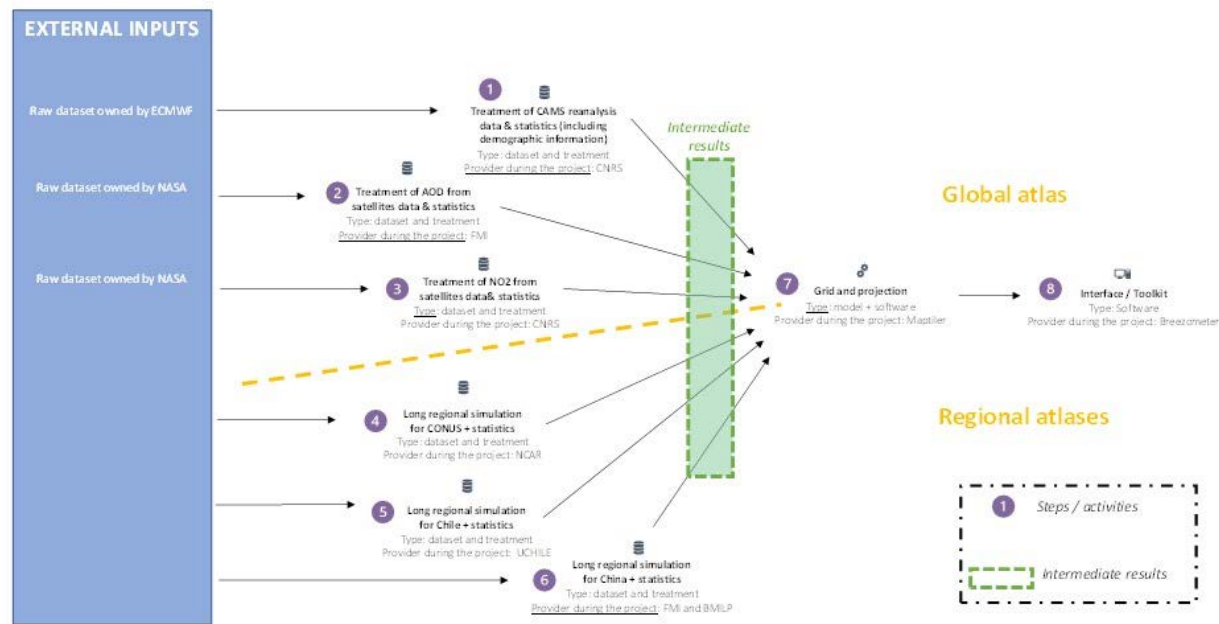 EXTERNAL INPUTS
Raw dataset owned by ECMWF
Raw dataset owned by NASA
Raw dataset owned by NASA
1
Treatment of CAMS reanalysis
data & statistics (including
demographic information)
Type: dataset and treatment
Provider during the project: CNRS
2
Treatment of AOD from
satellites data & statistics
Type: dataset and treatment
Provider during the project: FMI
3
Treatment of NO2 from
satellites data& statistics
Type: dataset and treatment
Provider during the project: CNRS
4
Long regional simulation
for CONUS + statistics
Type: dataset and treatment
Provider during the project: NCAR
5
Long regional simulation
for Chile + statistics
Type: dataset and treatment
Provider during the project: UCHILE
6
Long regional simulation
for China + statistics
Type: dataset and treatment
Provider during the project: FMI and BMILP
Intermediate
results
7
Grid and projection
Type: model + software
Provider during the project: Maptiler
Global atlas
8
Interface / Toolkit
Type: Software
Provider during the project: Breezometer
Regional atlases
1
Steps / activities
Intermediate results